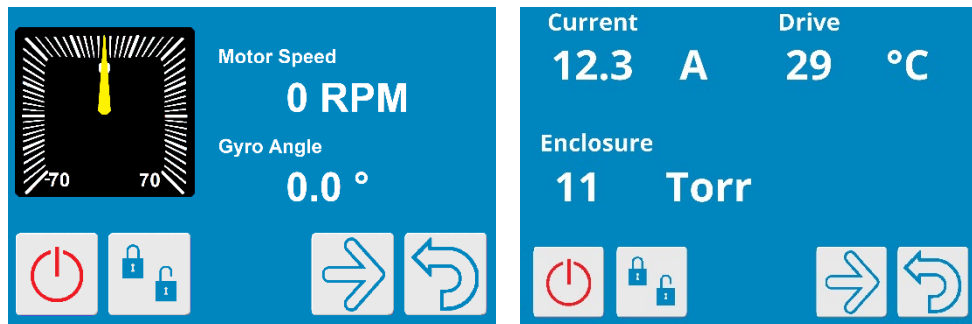 Motor Speed
0 RPM
Gyro Angle
0.0 °
-70 70
Current Drive
12.3 A 29 °C
Enclosure
11 Torr